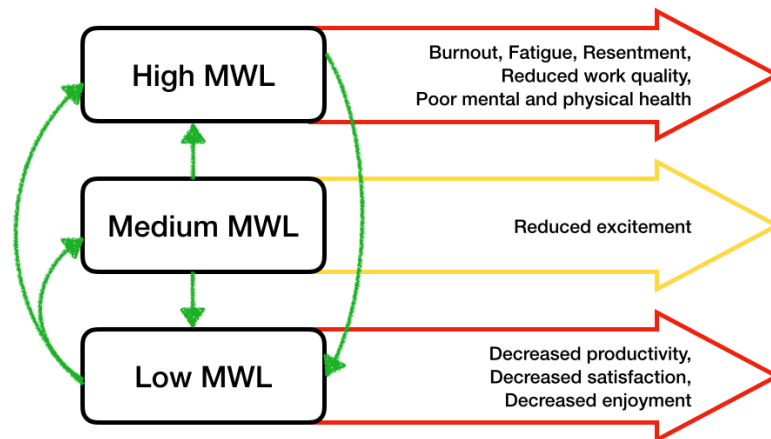 High MWL
Burnout, Fatigue, Resentment,
Reduced work quality,
Poor mental and physical health
Medium MWL
Reduced excitement
Low MWL
Decreased productivity,
Decreased satisfaction,
Decreased enjoyment